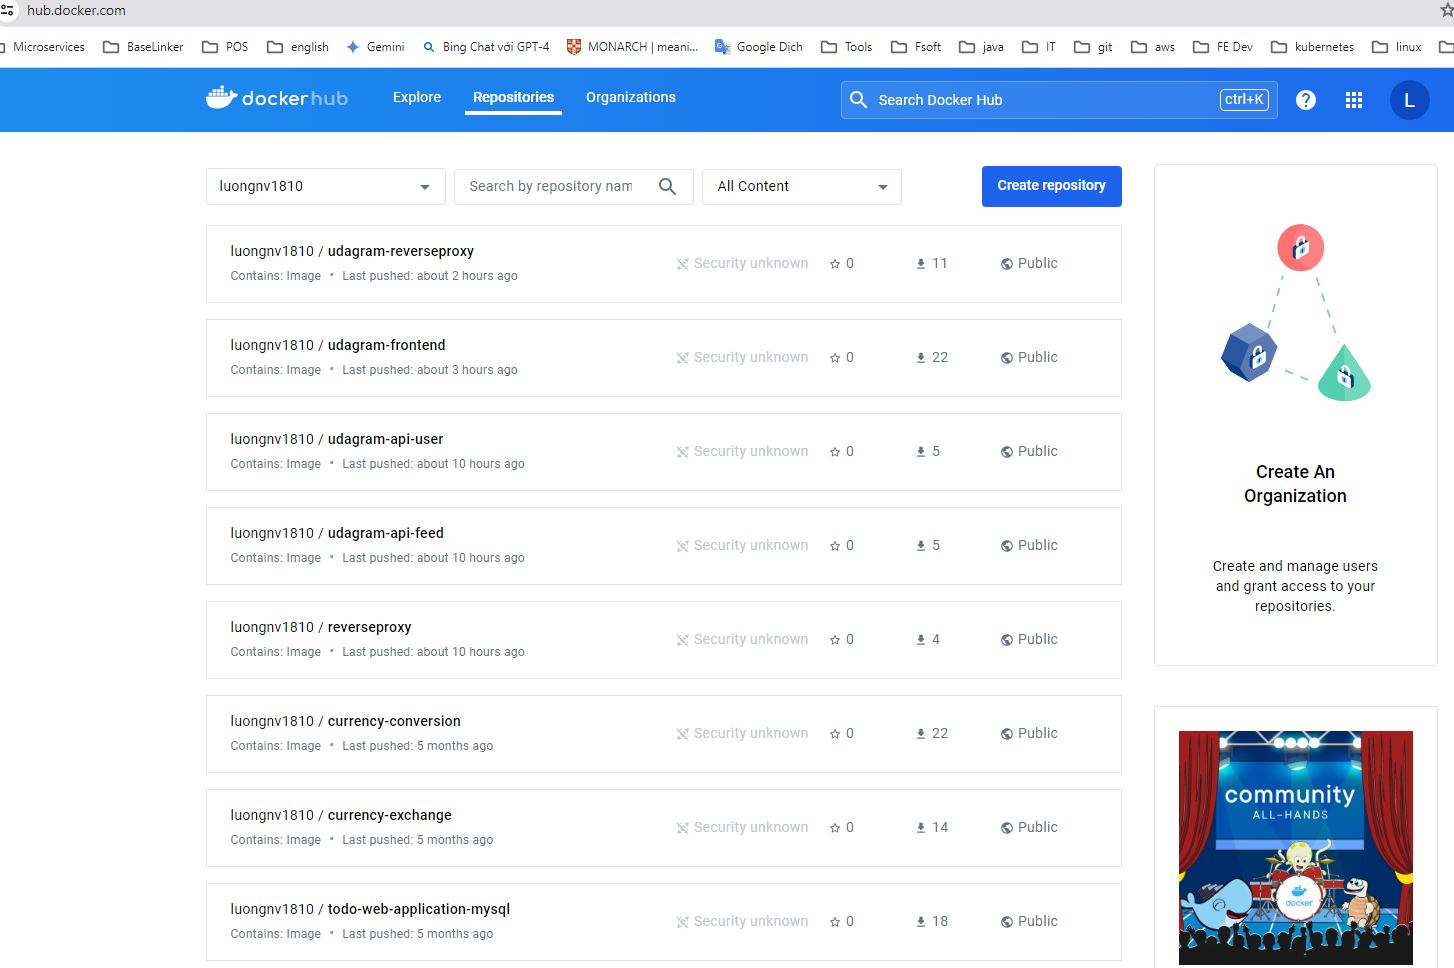 hub.docker.com
Microservices BaseLinker POS english Gemini Bing Chat với GPT-4 MONARCH | meani... Google Dịch Tools Fsoft java IT git aws FE Dev kubernetes linux
dockerhub Explore Repositories Organizations Search Docker Hub ctrl+K ? L
luongnv1810 Search by repository nam All Content Create repository
luongnv1810 / udagram-reverseproxy
Contains: Image • Last pushed: about 2 hours ago
Security unknown 0 11 Public
luongnv1810 / udagram-frontend
Contains: Image • Last pushed: about 3 hours ago
Security unknown 0 22 Public
luongnv1810 / udagram-api-user
Contains: Image • Last pushed: about 10 hours ago
Security unknown 0 5 Public
luongnv1810 / udagram-api-feed
Contains: Image • Last pushed: about 10 hours ago
Security unknown 0 5 Public
luongnv1810 / reverseproxy
Contains: Image • Last pushed: about 10 hours ago
Security unknown 0 4 Public
luongnv1810 / currency-conversion
Contains: Image • Last pushed: 5 months ago
Security unknown 0 22 Public
luongnv1810 / currency-exchange
Contains: Image • Last pushed: 5 months ago
Security unknown 0 14 Public
luongnv1810 / todo-web-application-mysql
Contains: Image • Last pushed: 5 months ago
Security unknown 0 18 Public
Create An
Organization
Create and manage users
and grant access to your
repositories.
community
ALL-HANDS
docker